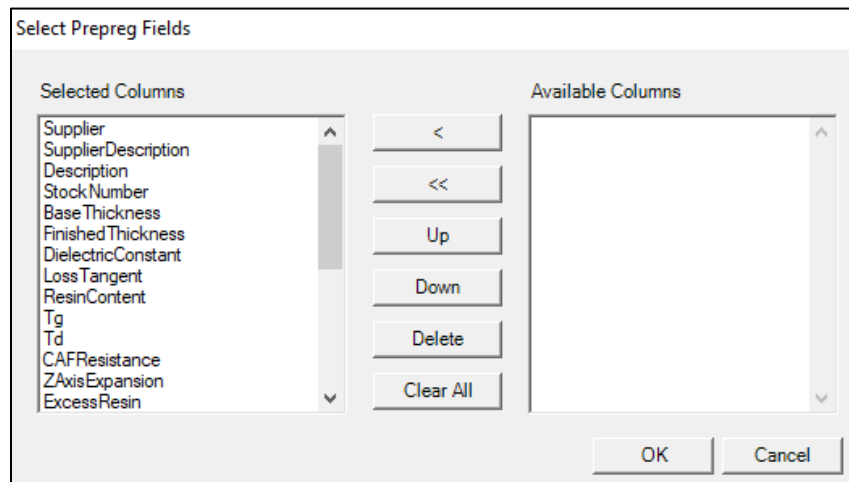 Select Prepreg Fields
Selected Columns
Available Columns
Supplier
SupplierDescription
Description
StockNumber
BaseThickness
FinishedThickness
DielectricConstant
LossTangent
ResinContent
Tg
Td
CAFResistance
ZAxisExpansion
ExcessResin
<
<<
Up
Down
Delete
Clear All
OK
Cancel